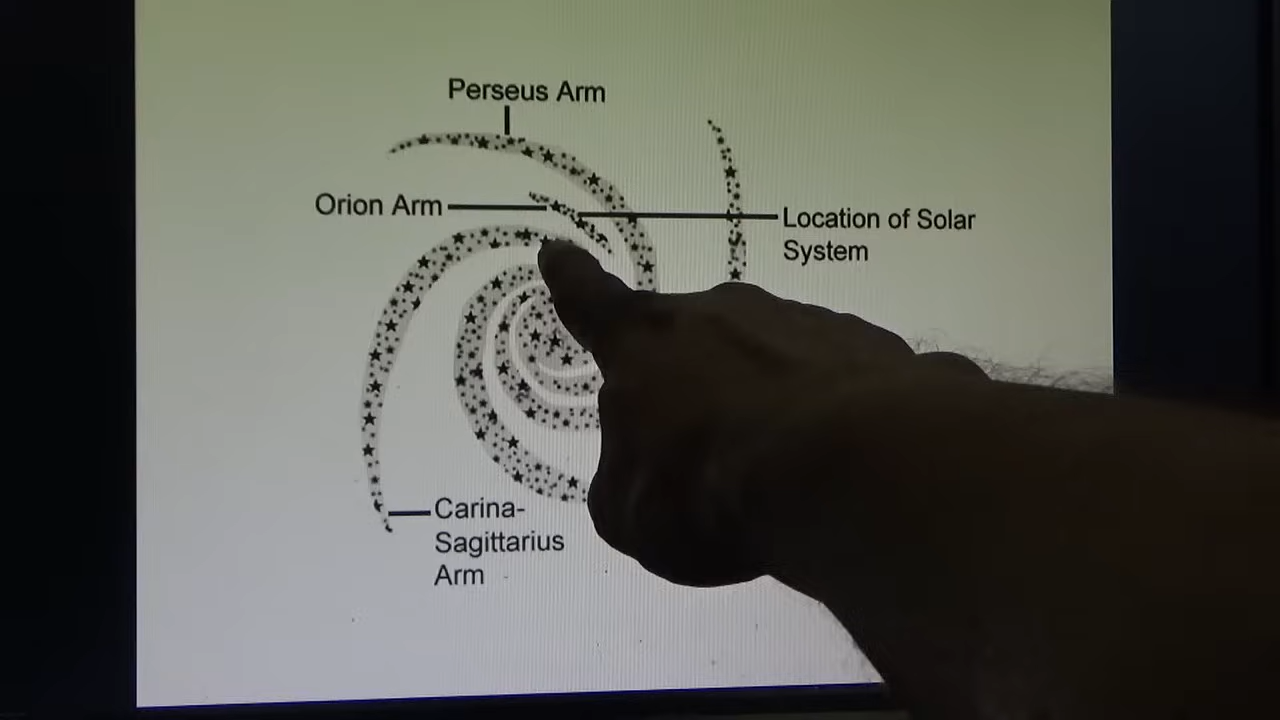 Perseus Arm
Orion Arm
Location of Solar
System
Carina-
Sagittarius
Arm